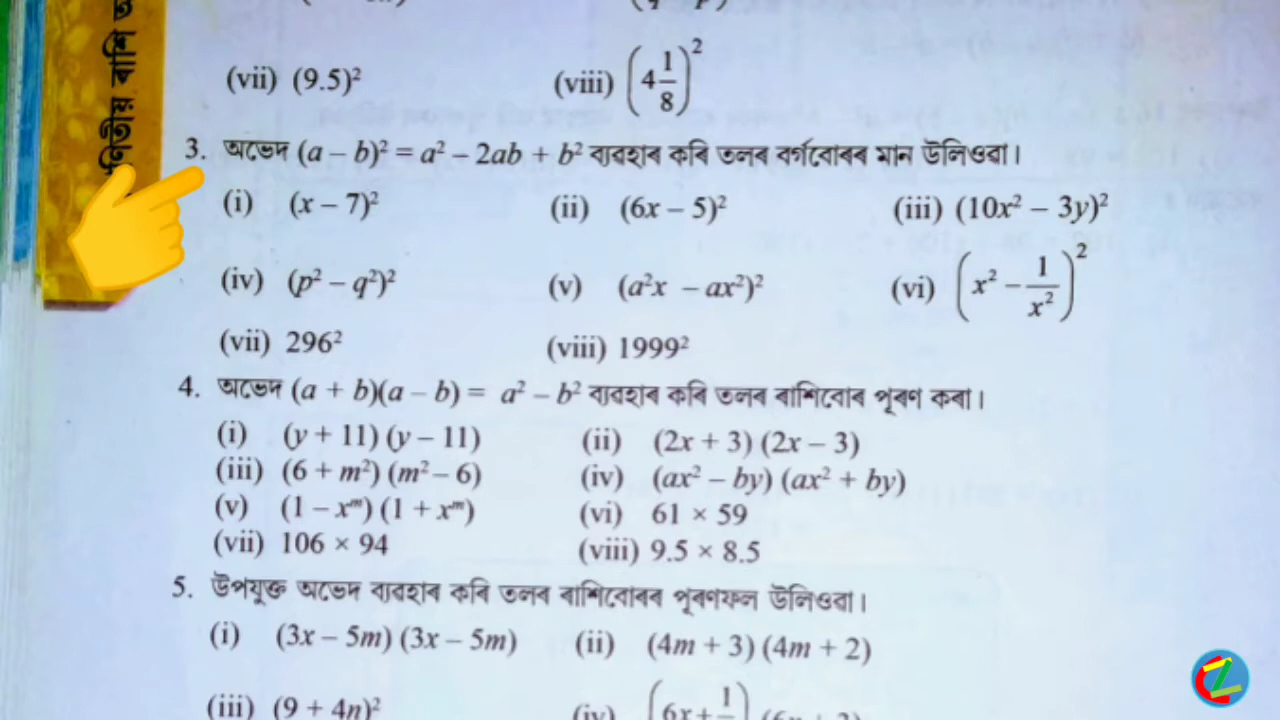 (vii) (9.5)² (viii) (4 1/8)²
3. অভেদ (a – b)² = a² – 2ab + b² ব্যৱহাৰ কৰি তলৰ বৰ্গবোৰৰ মান উলিওৱা।
(i) (x – 7)² (ii) (6x – 5)² (iii) (10x² – 3y)²
(iv) (p² – q²)² (v) (a²x – ax²)² (vi) (x² – 1/x²)²
(vii) 296² (viii) 1999²
4. অভেদ (a + b)(a – b) = a² – b² ব্যৱহাৰ কৰি তলৰ ৰাশিবোৰ পূৰণ কৰা।
(i) (y + 11) (y – 11) (ii) (2x + 3) (2x – 3)
(iii) (6 + m²) (m² – 6) (iv) (ax² – by) (ax² + by)
(v) (1 – xᵐ) (1 + xᵐ) (vi) 61 × 59
(vii) 106 × 94 (viii) 9.5 × 8.5
5. উপযুক্ত অভেদ ব্যৱহাৰ কৰি তলৰ ৰাশিবোৰৰ পূৰণফল উলিওৱা।
(i) (3x – 5m) (3x – 5m) (ii) (4m + 3) (4m + 2)
(iii) (9 + 4n)² (iv)
ৰাশি